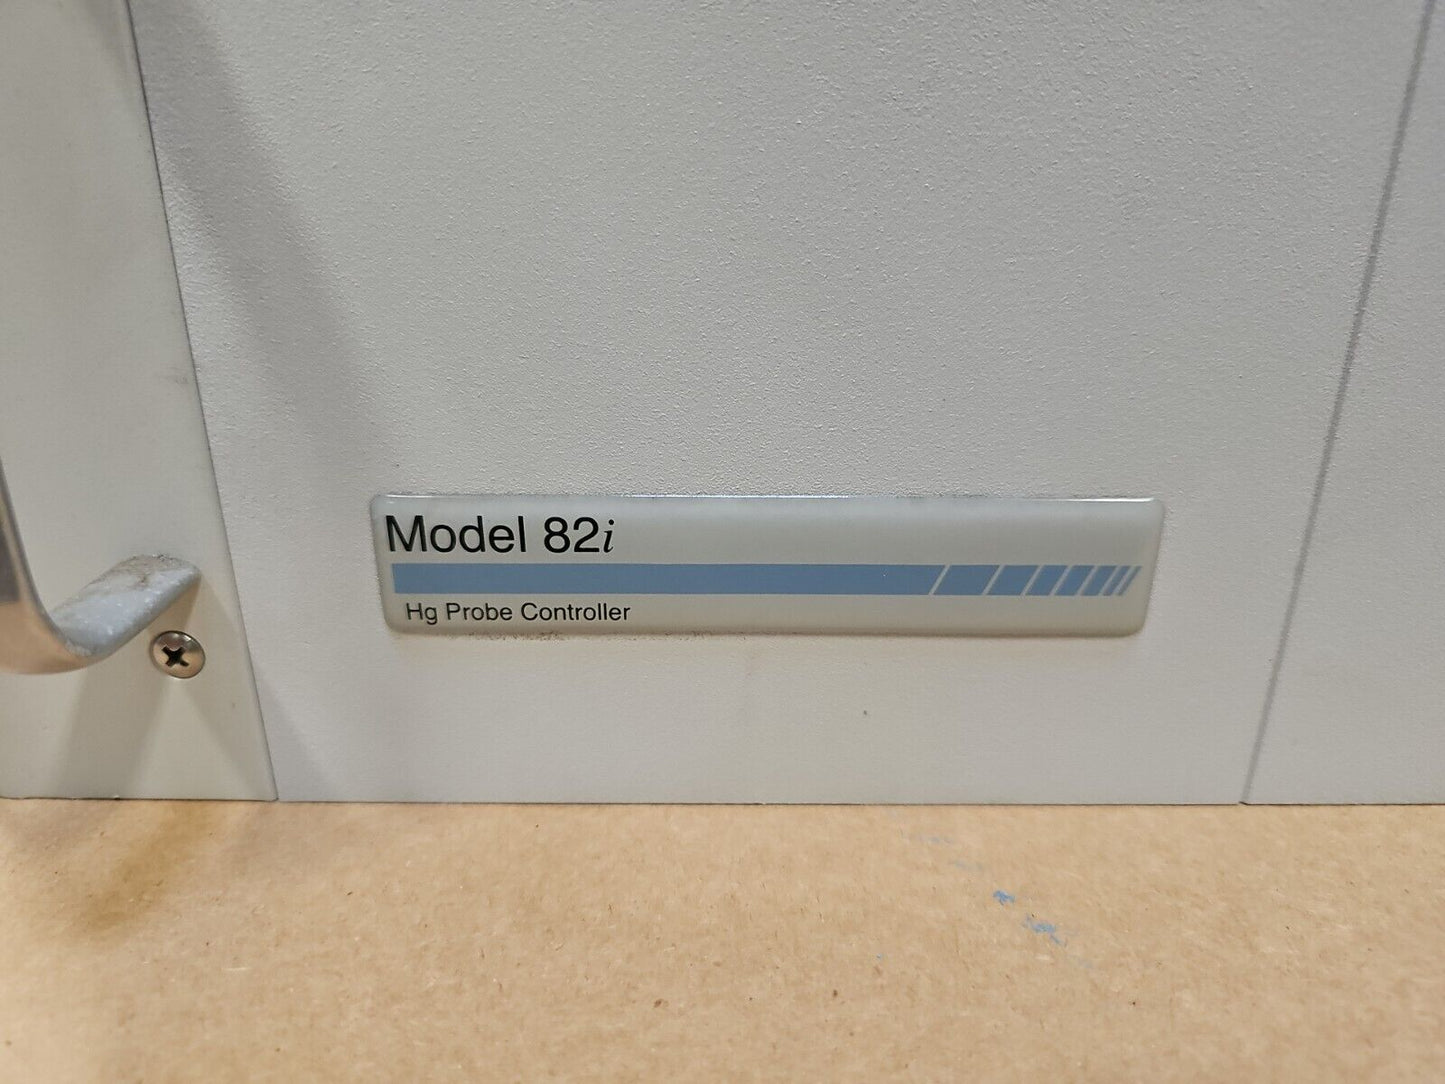 Model 82i
Hg Probe Controller